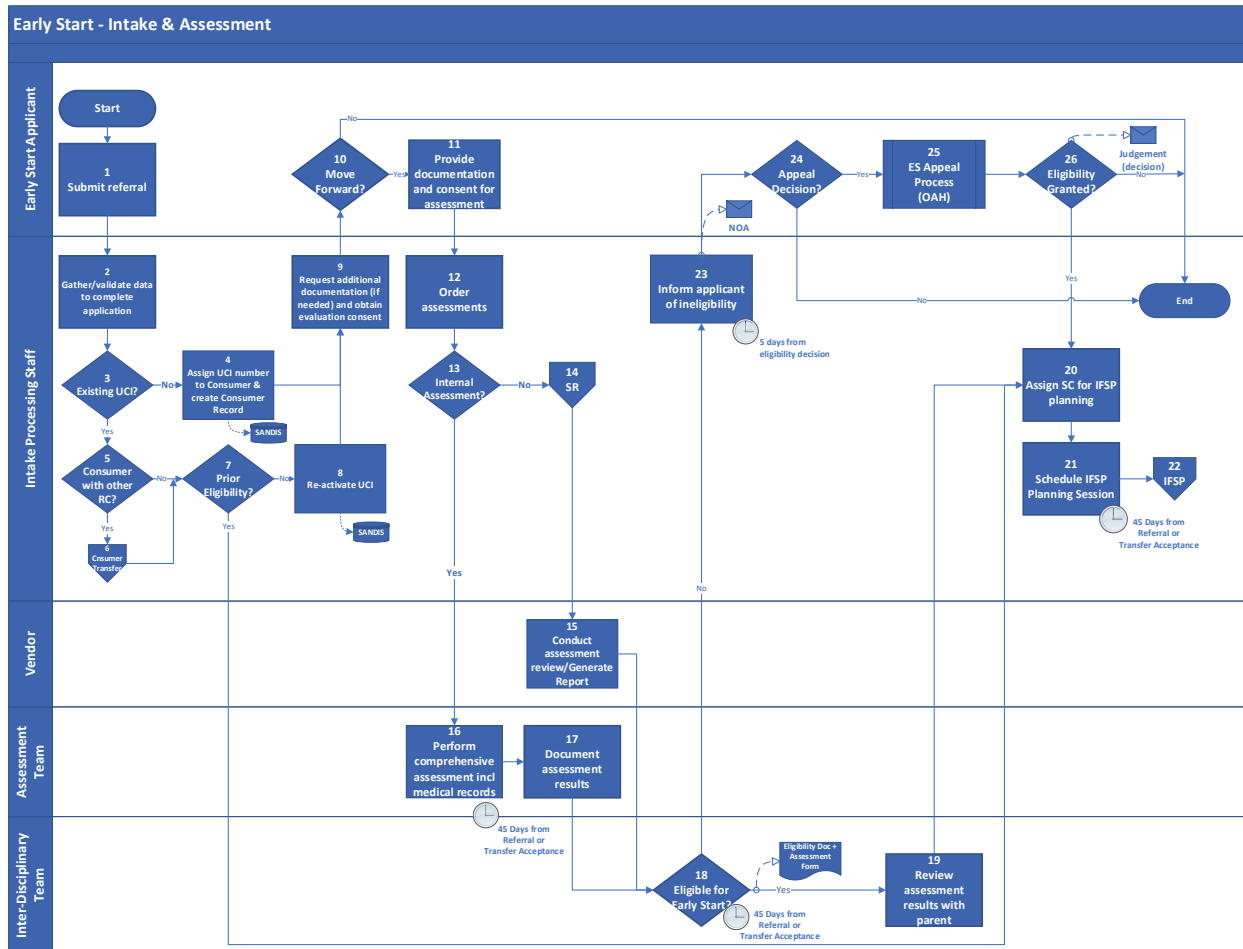 Early Start - Intake & Assessment
Early Start Applicant
Start
1
Submit referral
10
Move
Forward?
No
Yes
11
Provide
documentation
and consent for
assessment
24
Appeal
Decision?
Yes
25
ES Appeal
Process
(OAH)
26
Eligibility
Granted?
Judgement
(decision)
No
NOA
Intake Processing Staff
2
Gather/validate data
to complete
application
9
Request additional
documentation (if
needed) and obtain
evaluation consent
12
Order
assessments
23
Inform applicant
of ineligibility
5 days from
eligibility decision
Yes
No
End
3
Existing UCI?
No
4
Assign UCI number
to Consumer &
create Consumer
Record
SANDIS
13
Internal
Assessment?
No
14
SR
20
Assign SC for IFSP
planning
Yes
5
Consumer
with other
RC?
No
7
Prior
Eligibility?
No
8
Re-activate UCI
SANDIS
21
Schedule IFSP
Planning Session
22
IFSP
45 Days from
Referral or
Transfer Acceptance
Yes
6
Cnsumer
Transfer
Yes
Yes
No
Vendor
15
Conduct
assessment
review/Generate
Report
Assessment
Team
16
Perform
comprehensive
assessment incl
medical records
17
Document
assessment
results
45 Days from
Referral or
Transfer Acceptance
Inter-Disciplinary
Team
18
Eligible for
Early Start?
Eligibility Doc +
Assessment
Form
Yes
45 Days from
Referral or
Transfer Acceptance
19
Review
assessment
results with
parent